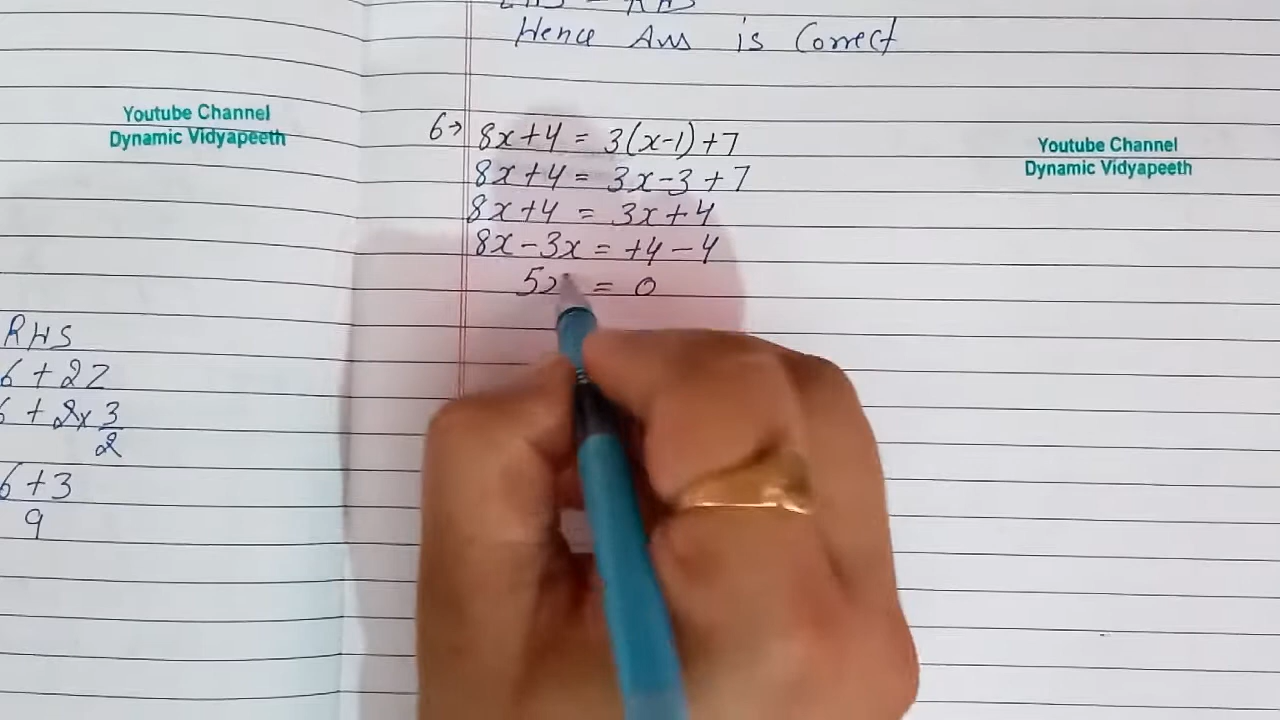 Hence Ans is Correct
Youtube Channel
Dynamic Vidyapeeth
Youtube Channel
Dynamic Vidyapeeth
6→ 8x+4 = 3(x-1)+7
8x+4 = 3x-3+7
8x+4 = 3x+4
8x-3x = +4-4
5x = 0
RHS
6+2z
6+2x3/2
6+3
9